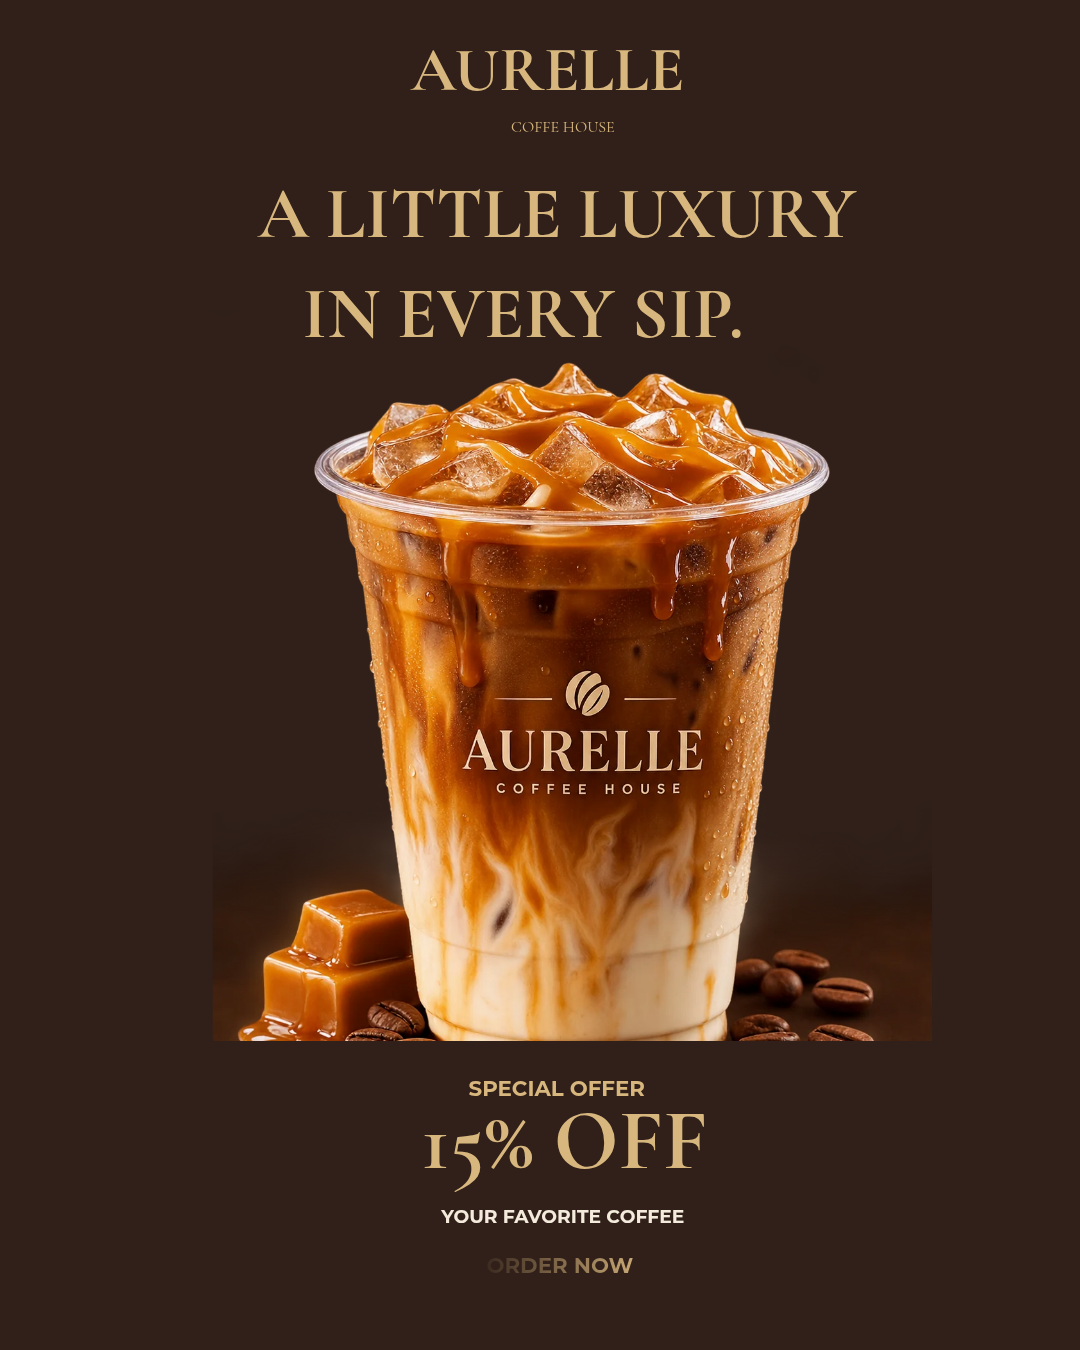 AURELLE
COFFE HOUSE
A LITTLE LUXURY
IN EVERY SIP.
AURELLE
COFFEE HOUSE
SPECIAL OFFER
15% OFF
YOUR FAVORITE COFFEE
ORDER NOW